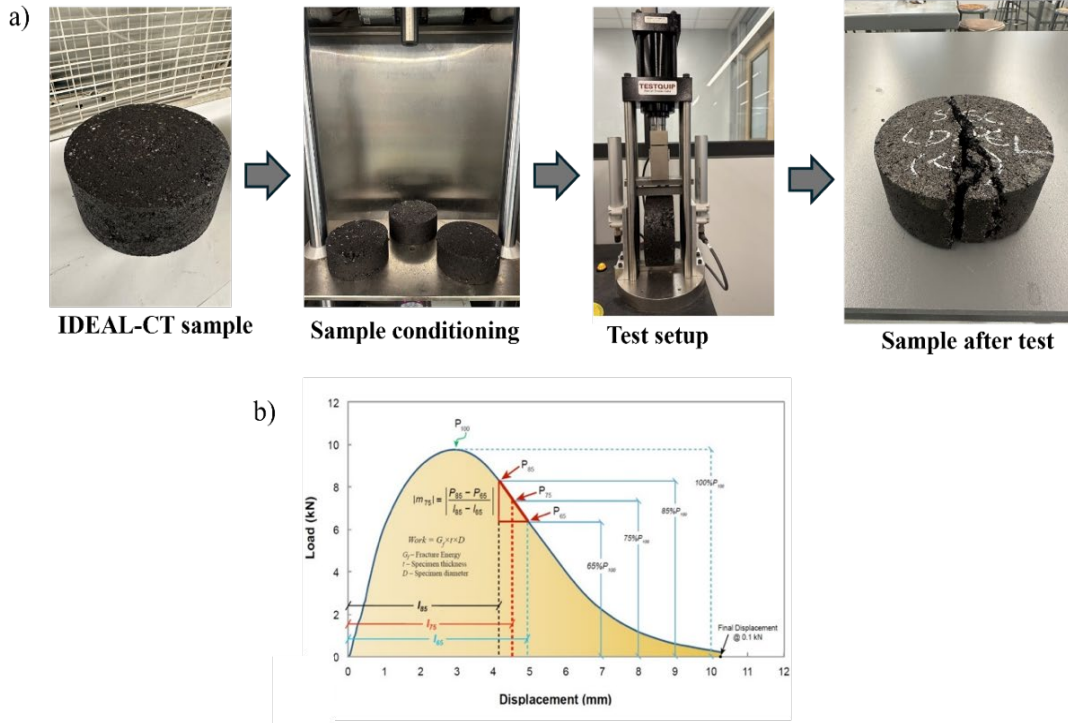 a)
TESTQUIP
IDEAL-CT sample
Sample conditioning
Test setup
Sample after test
b)
12
10
8
6
4
2
0
Load (kN)
P100
P85
P75
P65
|m75| = |P85 − P65 / l85 − l65|
Work = Gf×t×D
Gf – Fracture Energy
t – Specimen thickness
D – Specimen diameter
l85
l75
l65
65%P100
75%P100
85%P100
100%P100
Final Displacement
@ 0.1 kN
0 1 2 3 4 5 6 7 8 9 10 11 12
Displacement (mm)